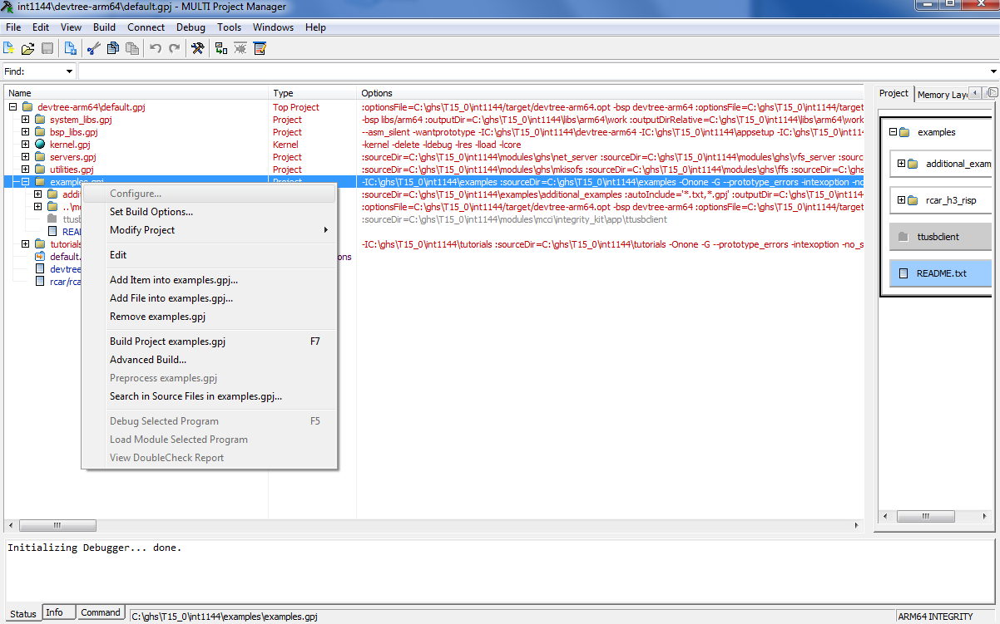 int1144\devtree-arm64\default.gpj - MULTI Project Manager
File Edit View Build Connect Debug Tools Windows Help
Find:
Name Type Options
devtree-arm64\default.gpj Top Project :optionsFile=C:\ghs\T15_0\int1144/target/devtree-arm64.opt -bsp devtree-arm64 :optionsFile=C:\ghs\T15_0\int1144/target
system_libs.gpj Project -bsp libs/arm64 :outputDir=C:\ghs\T15_0\int1144\libs\arm64\work :outputDirRelative=C:\ghs\T15_0\int1144\libs\arm64\work
bsp_libs.gpj Project --asm_silent -wantprototype -IC:\ghs\T15_0\int1144\devtree-arm64 -IC:\ghs\T15_0\int1144\appsetup -IC:\ghs\T15_0\int1144
kernel.gpj Kernel -kernel -delete -ldebug -lres -lload -lcore
servers.gpj Project :sourceDir=C:\ghs\T15_0\int1144\modules\ghs\net_server :sourceDir=C:\ghs\T15_0\int1144\modules\ghs\vfs_server :sourc
utilities.gpj Project :sourceDir=C:\ghs\T15_0\int1144\modules\ghs\mkisofs :sourceDir=C:\ghs\T15_0\int1144\modules\ghs\ffs :sourceDir=C:\ghs
examples.gpj Project -IC:\ghs\T15_0\int1144\examples :sourceDir=C:\ghs\T15_0\int1144\examples -Onone -G --prototype_errors -intexoption -no
addi :sourceDir=C:\ghs\T15_0\int1144\examples\additional_examples :autoInclude='*.txt,*.gpj' :outputDir=C:\ghs\T15_0\int1144
..\m :optionsFile=C:\ghs\T15_0\int1144/target/devtree-arm64.opt -bsp devtree-arm64 :optionsFile=C:\ghs\T15_0\int1144/target
ttusb :sourceDir=C:\ghs\T15_0\int1144\modules\mcci\integrity_kit\app\ttusbclient
REA
tutorials -IC:\ghs\T15_0\int1144\tutorials :sourceDir=C:\ghs\T15_0\int1144\tutorials -Onone -G --prototype_errors -intexoption -no_s
default. ons
devtree
rcar/rca
Configure...
Set Build Options...
Modify Project
Edit
Add Item into examples.gpj...
Add File into examples.gpj...
Remove examples.gpj
Build Project examples.gpj F7
Advanced Build...
Preprocess examples.gpj
Search in Source Files in examples.gpj...
Debug Selected Program F5
Load Module Selected Program
View DoubleCheck Report
Project Memory Lay
examples
additional_exam
rcar_h3_risp
ttusbclient
README.txt
Initializing Debugger... done.
Status Info Command C:\ghs\T15_0\int1144\examples\examples.gpj ARM64 INTEGRITY